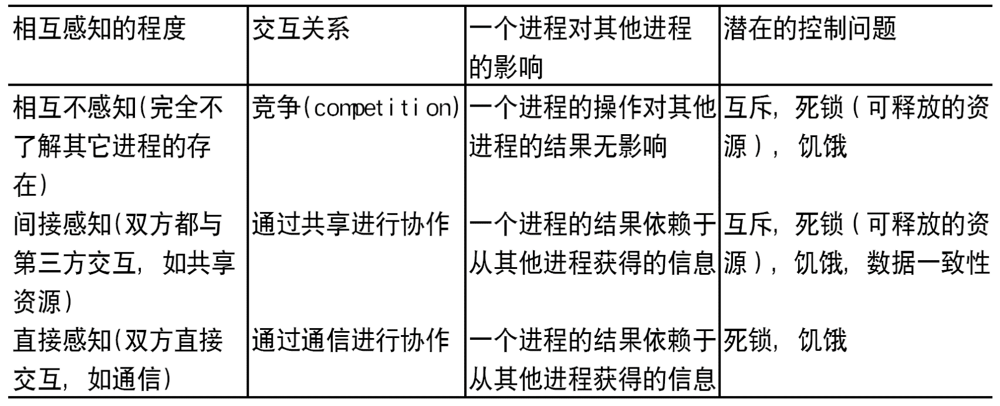 相互感知的程度
交互关系
一个进程对其他进程
的影响
潜在的控制问题
相互不感知(完全不
了解其它进程的存
在)
竞争(competition)
一个进程的操作对其他
进程的结果无影响
互斥，死锁(可释放的资
源)，饥饿
间接感知(双方都与
第三方交互，如共享
资源)
通过共享进行协作
一个进程的结果依赖于
从其他进程获得的信息
互斥，死锁(可释放的资
源)，饥饿，数据一致性
直接感知(双方直接
交互，如通信)
通过通信进行协作
一个进程的结果依赖于
从其他进程获得的信息
死锁，饥饿